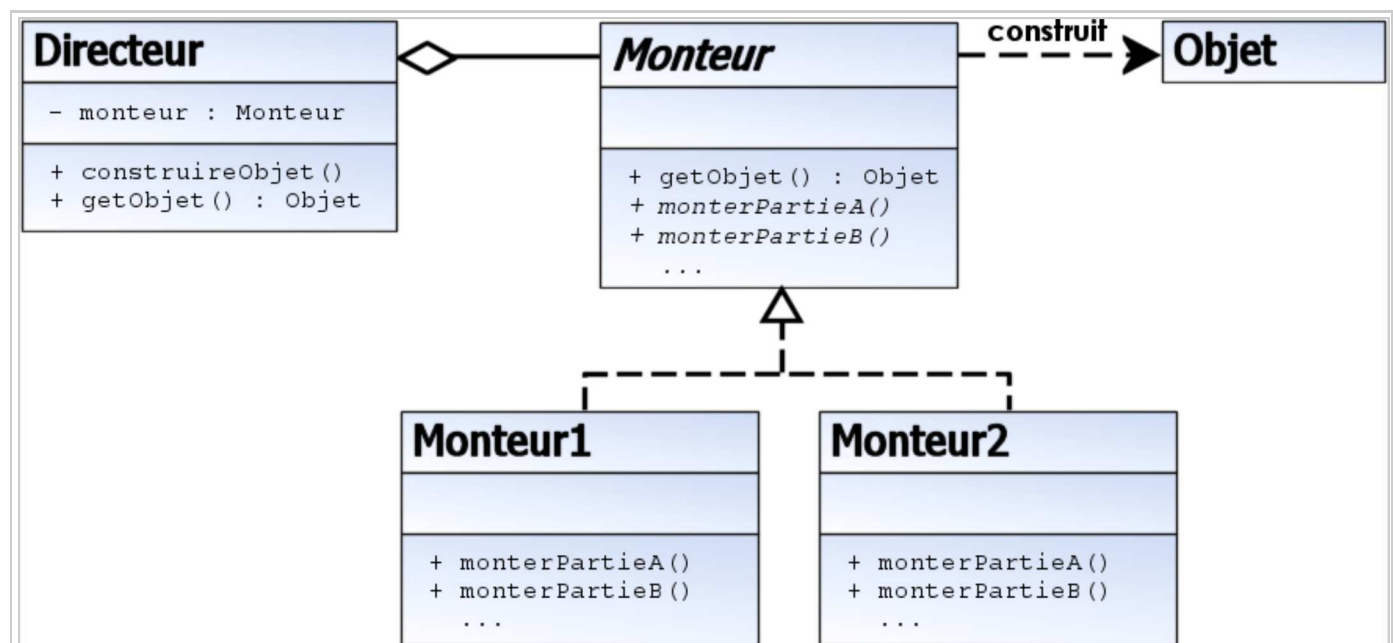 Directeur
- monteur : Monteur
+ construireObjet()
+ getObjet() : Objet
Monteur
+ getObjet() : Objet
+ monterPartieA()
+ monterPartieB()
...
construit
Objet
Monteur1
+ monterPartieA()
+ monterPartieB()
...
Monteur2
+ monterPartieA()
+ monterPartieB()
...